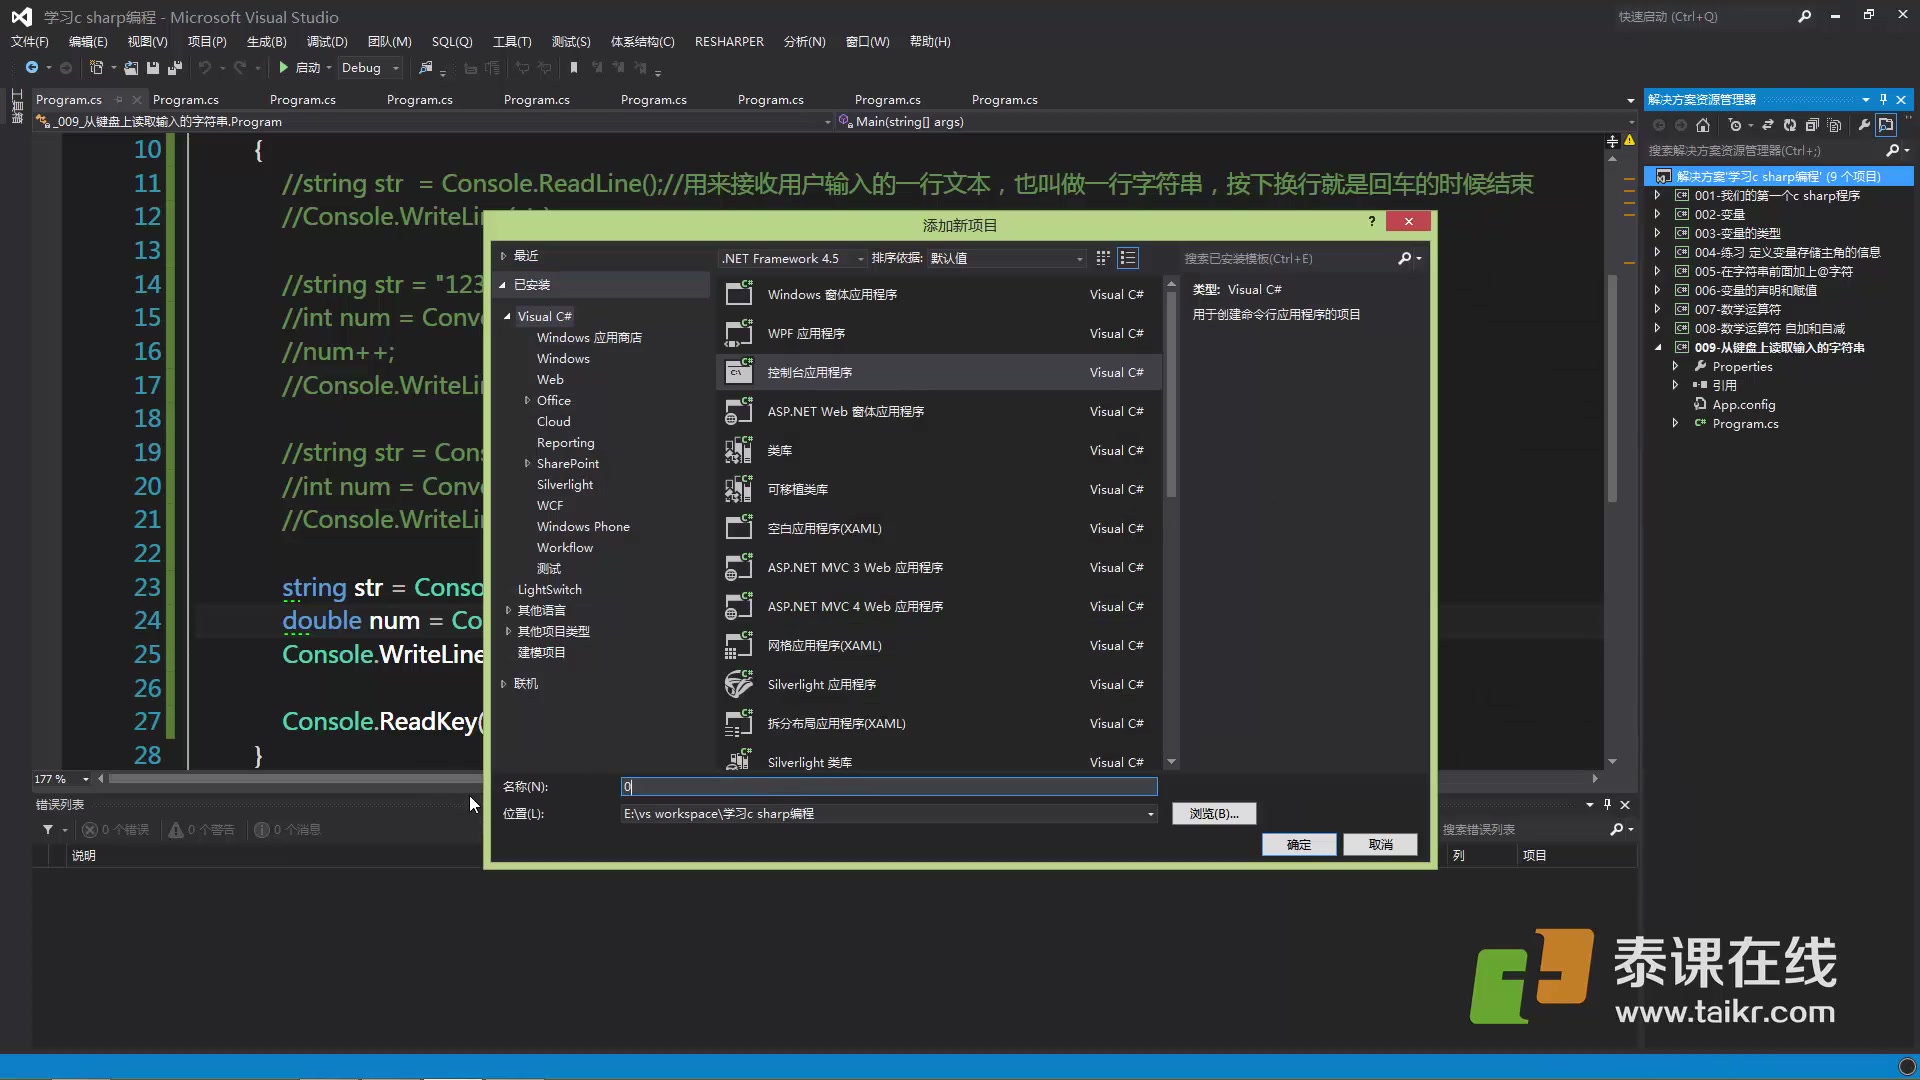 学习c sharp编程 - Microsoft Visual Studio
快速启动 (Ctrl+Q)
文件(F) 编辑(E) 视图(V) 项目(P) 生成(B) 调试(D) 团队(M) SQL(Q) 工具(T) 测试(S) 体系结构(C) RESHARPER 分析(N) 窗口(W) 帮助(H)
启动 Debug
工具箱
Program.cs Program.cs Program.cs Program.cs Program.cs Program.cs Program.cs Program.cs Program.cs
_009_从键盘上读取输入的字符串.Program
Main(string[] args)
10 {
11 //string str  = Console.ReadLine();//用来接收用户输入的一行文本，也叫做一行字符串，按下换行就是回车的时候结束
12 //Console.WriteLin
13
14 //string str = "123
15 //int num = Conve
16 //num++;
17 //Console.WriteLi
18
19 //string str = Cons
20 //int num = Conve
21 //Console.WriteLin
22
23 string str = Conso
24 double num = Co
25 Console.WriteLine
26
27 Console.ReadKey(
28 }
177 %
添加新项目
?
最近
已安装
Visual C#
Windows 应用商店
Windows
Web
Office
Cloud
Reporting
SharePoint
Silverlight
WCF
Windows Phone
Workflow
测试
LightSwitch
其他语言
其他项目类型
建模项目
联机
.NET Framework 4.5 排序依据: 默认值
搜索已安装模板(Ctrl+E)
Windows 窗体应用程序 Visual C#
WPF 应用程序 Visual C#
控制台应用程序 Visual C#
ASP.NET Web 窗体应用程序 Visual C#
类库 Visual C#
可移植类库 Visual C#
空白应用程序(XAML) Visual C#
ASP.NET MVC 3 Web 应用程序 Visual C#
ASP.NET MVC 4 Web 应用程序 Visual C#
网格应用程序(XAML) Visual C#
Silverlight 应用程序 Visual C#
拆分布局应用程序(XAML) Visual C#
Silverlight 类库 Visual C#
类型: Visual C#
用于创建命令行应用程序的项目
名称(N): 0
位置(L): E:\vs workspace\学习c sharp编程
浏览(B)...
确定 取消
解决方案资源管理器
搜索解决方案资源管理器(Ctrl+;)
解决方案'学习c sharp编程' (9 个项目)
001-我们的第一个c sharp程序
002-变量
003-变量的类型
004-练习 定义变量存储主角的信息
005-在字符串前面加上@字符
006-变量的声明和赋值
007-数学运算符
008-数学运算符 自加和自减
009-从键盘上读取输入的字符串
Properties
引用
App.config
Program.cs
错误列表
0 个错误 0 个警告 0 个消息
搜索错误列表
说明 列 项目
泰课在线
www.taikr.com